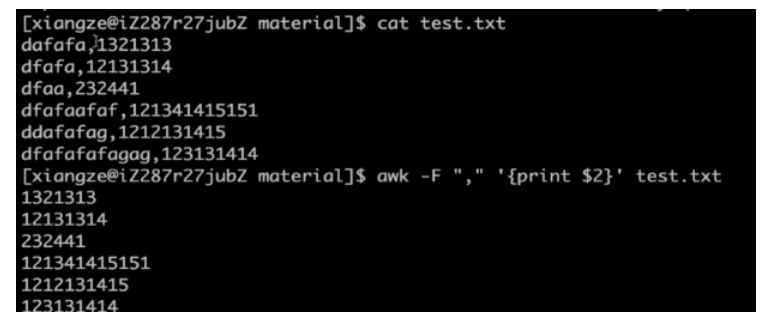 [xiangze@iZ287r27jubZ material]$ cat test.txt
dafafa,1321313
dfafa,12131314
dfaa,232441
dfafaafaf,121341415151
ddafafag,1212131415
dfafafafagag,123131414
[xiangze@iZ287r27jubZ material]$ awk -F "," '{print $2}' test.txt
1321313
12131314
232441
121341415151
1212131415
123131414